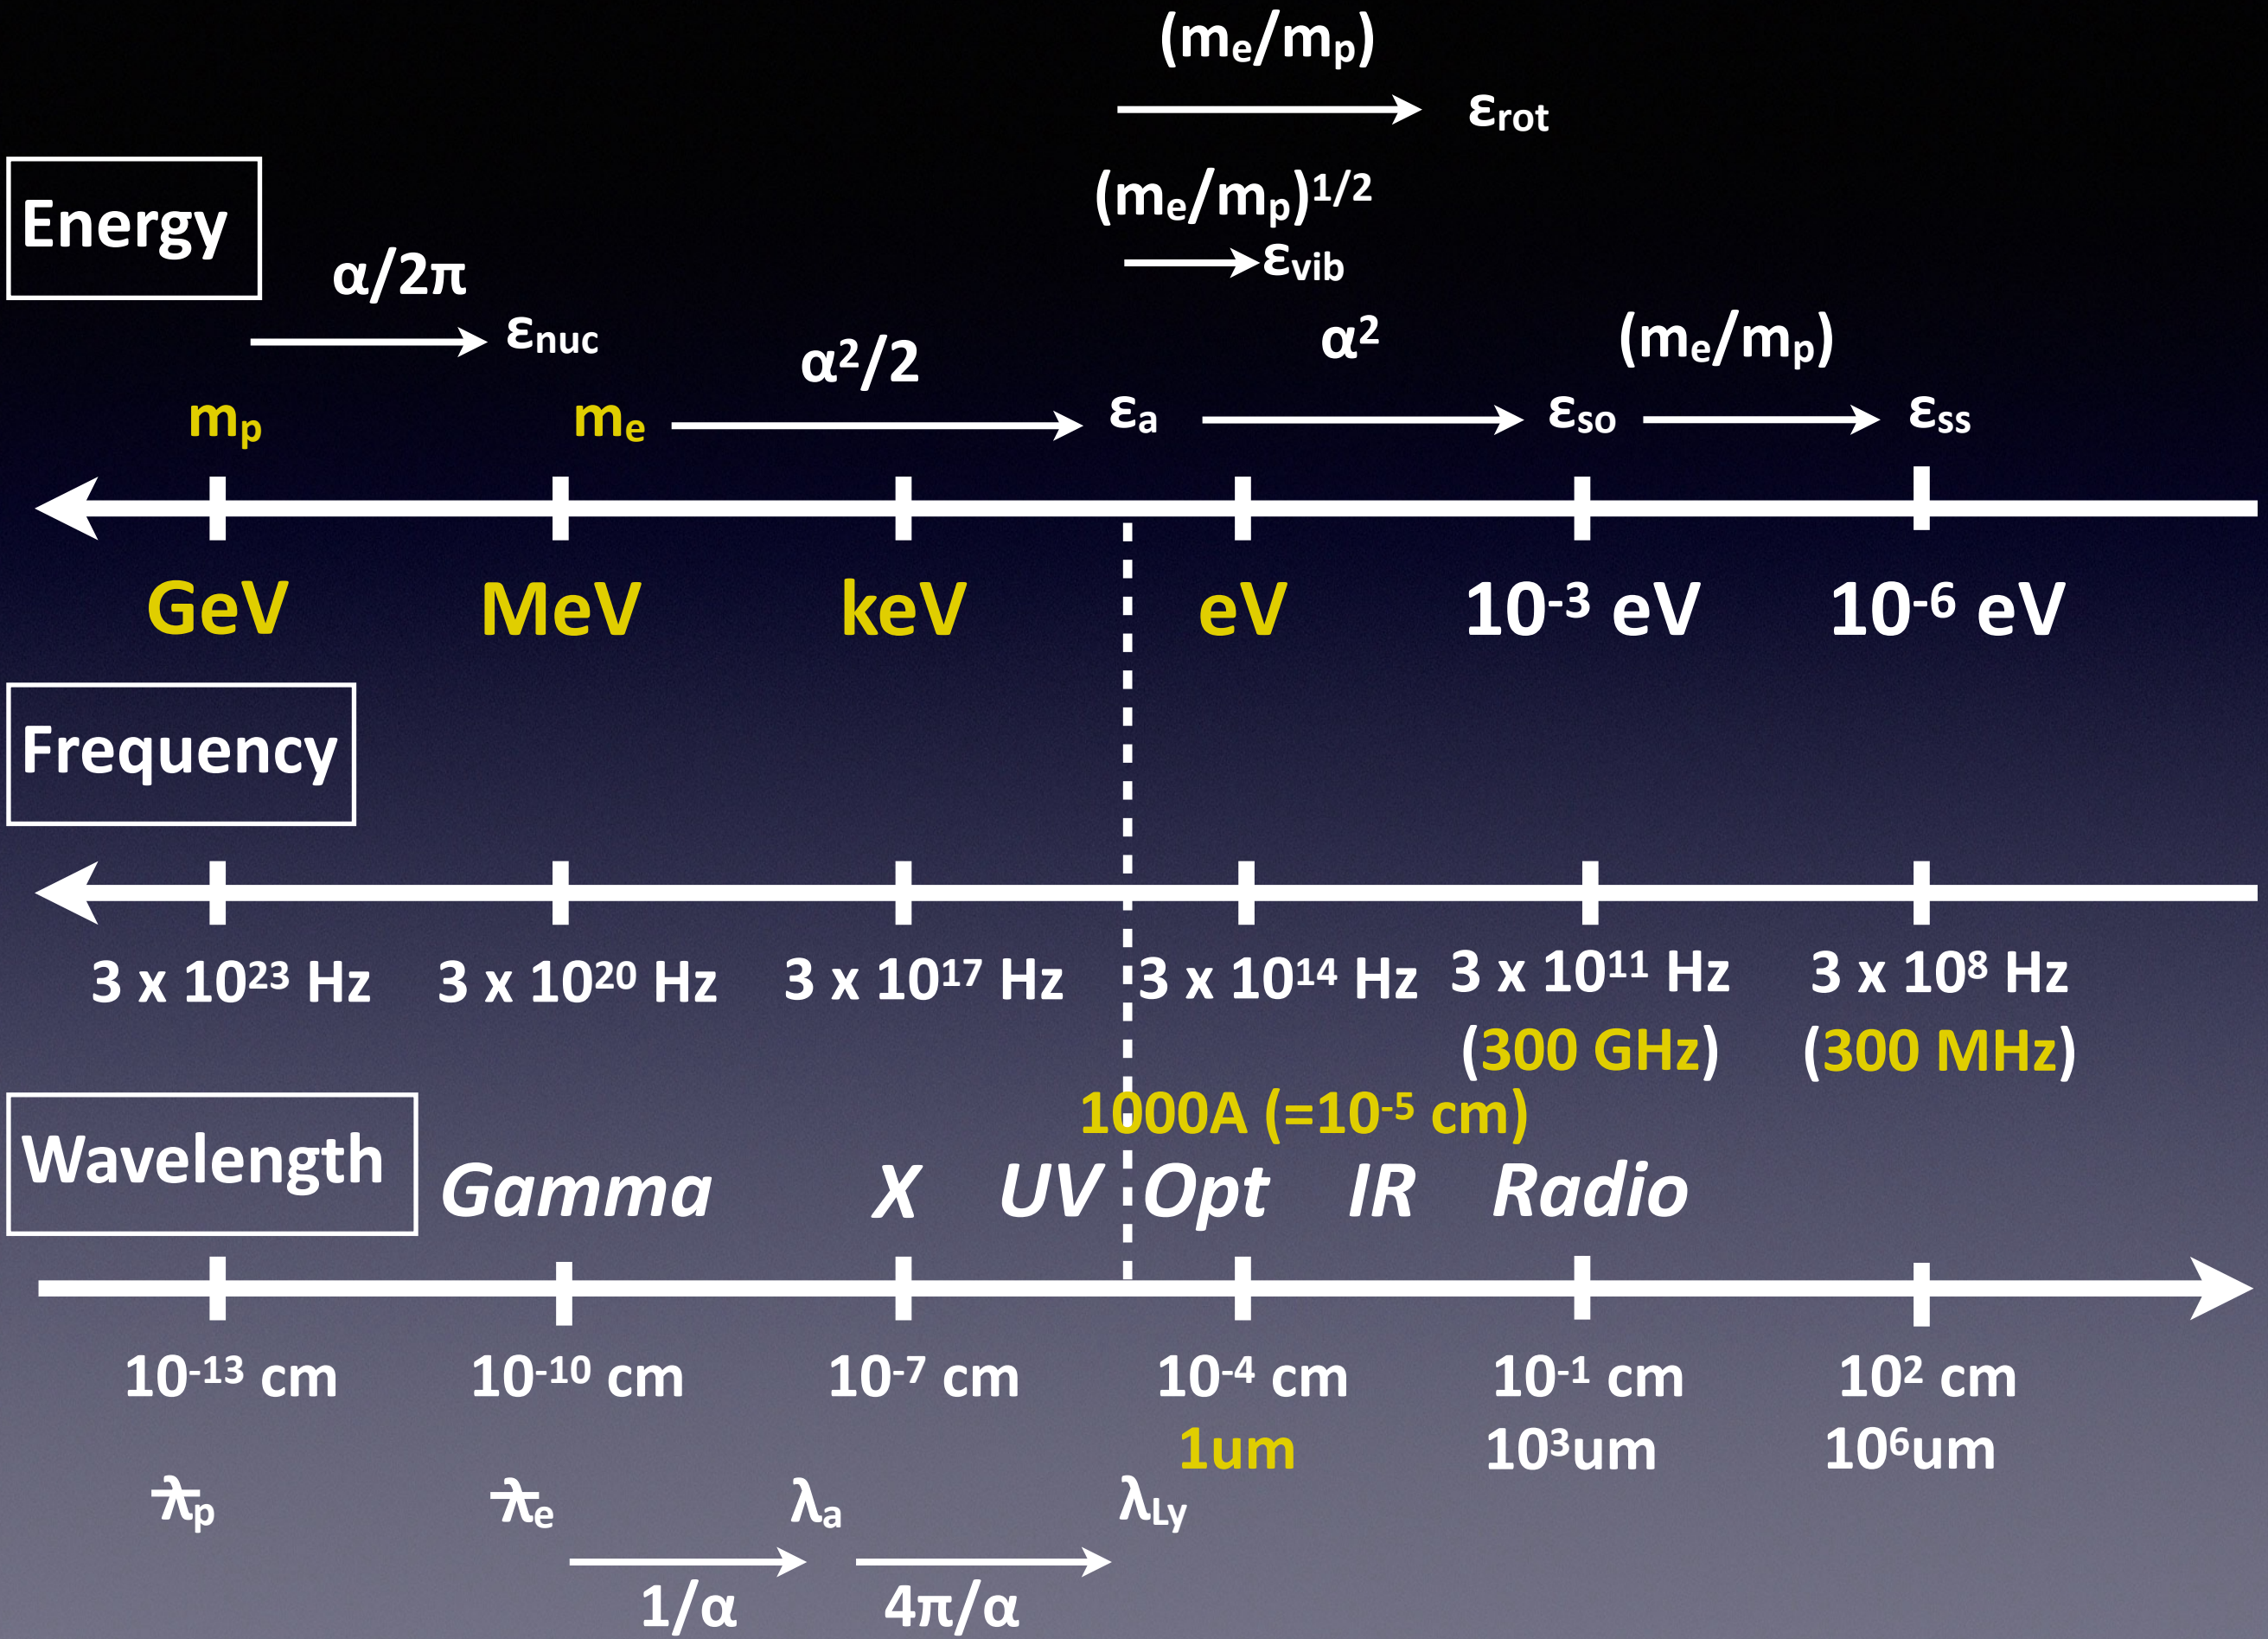 (mₑ/mₚ)
εrot
Energy
(mₑ/mₚ)¹ᐟ²
εvib
α/2π
εnuc
α²/2
α²
(mₑ/mₚ)
mₚ
mₑ
εa
εso
εss
GeV MeV keV eV 10⁻³ eV 10⁻⁶ eV
Frequency
3 x 10²³ Hz 3 x 10²⁰ Hz 3 x 10¹⁷ Hz 3 x 10¹⁴ Hz 3 x 10¹¹ Hz 3 x 10⁸ Hz
(300 GHz) (300 MHz)
1000A (=10⁻⁵ cm)
Wavelength
Gamma X UV Opt IR Radio
10⁻¹³ cm 10⁻¹⁰ cm 10⁻⁷ cm 10⁻⁴ cm 10⁻¹ cm 10² cm
1um 10³um 10⁶um
ƛp ƛe λa λLy
1/α 4π/α